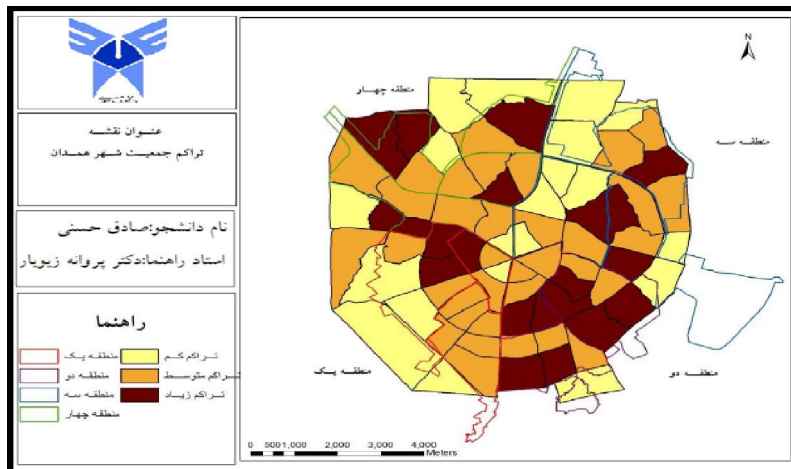 عنوان نقشه
تراکم جمعیت شهر همدان
نام دانشجو:صادق حسنی
استاد راهنما:دکتر پروانه زیویار
راهنما
منطقه یک
تراکم کم
منطقه دو
تراکم متوسط
منطقه سه
تراکم زیاد
منطقه چهار
N
منطقه چهار
منطقه سه
منطقه یک
منطقه دو
0 5001,000 2,000 3,000 4,000
Meters